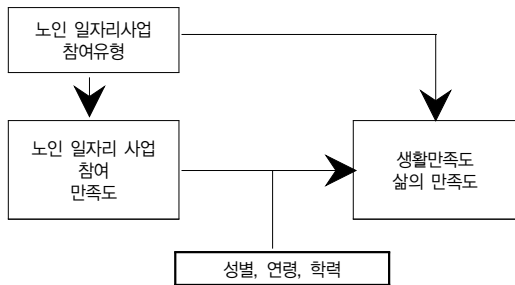 노인 일자리사업
참여유형
노인 일자리 사업
참여
만족도
생활만족도
삶의 만족도
성별, 연령, 학력